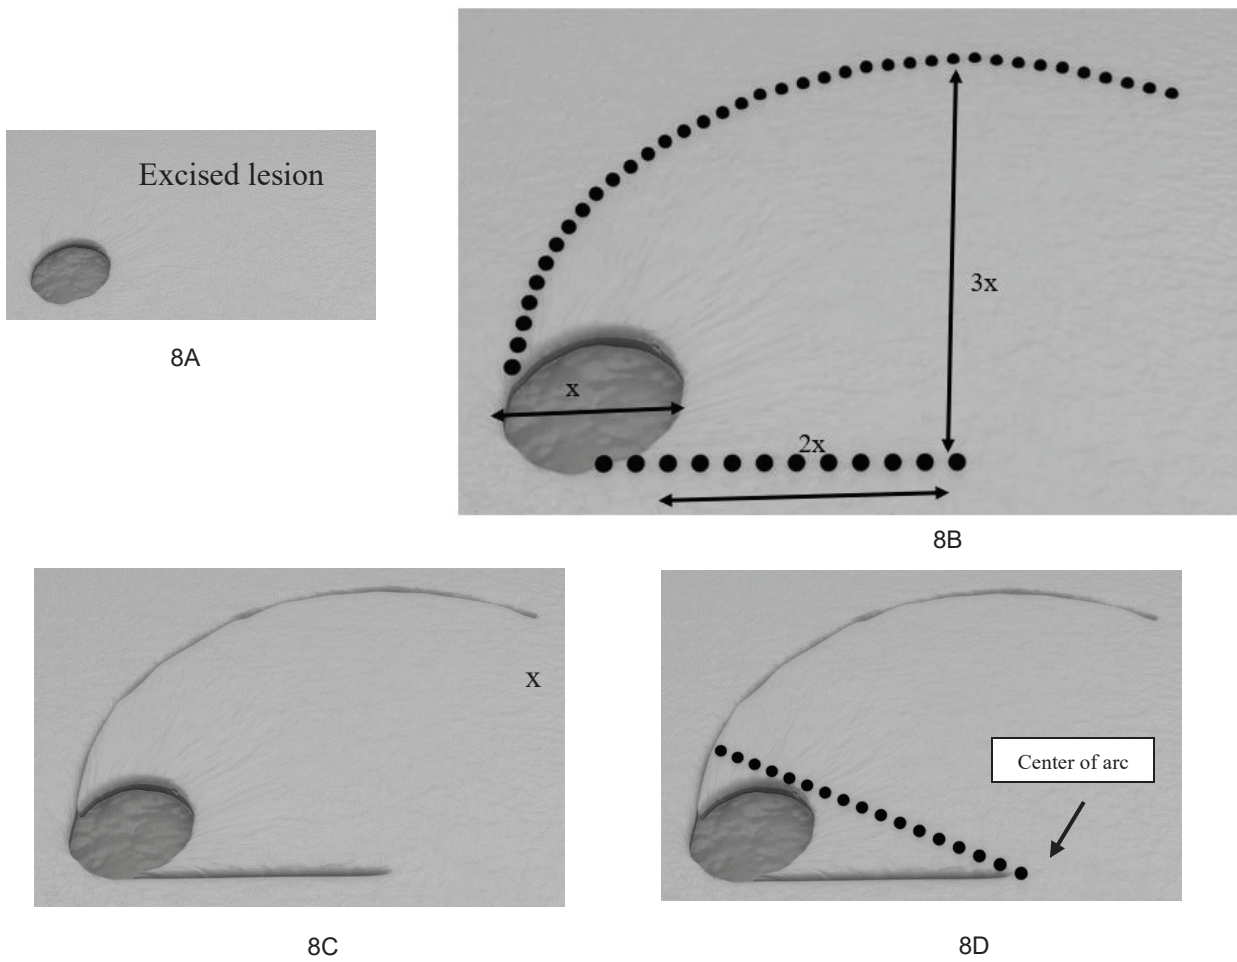 Excised lesion
8A
3x
x
2x
8B
x
8C
Center of arc
8D